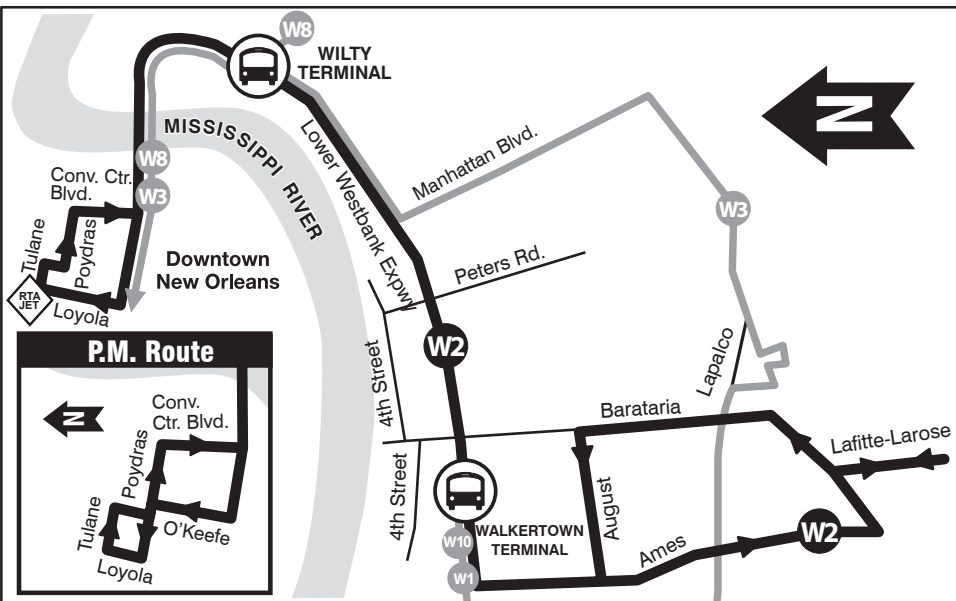 W8
WILTY
TERMINAL
N
MISSISSIPPI RIVER
Lower Westbank Expwy
Manhattan Blvd.
W8
W3
W3
Conv. Ctr.
Blvd.
Tulane
Poydras
Loyola
RTA
JET
Downtown
New Orleans
Peters Rd.
W2
4th Street
Lapalco
Barataria
Lafitte-Larose
4th Street
August
WALKERTOWN
TERMINAL
W10
W1
Ames
W2
P.M. Route
N
Conv.
Ctr. Blvd.
Poydras
Tulane
O'Keefe
Loyola